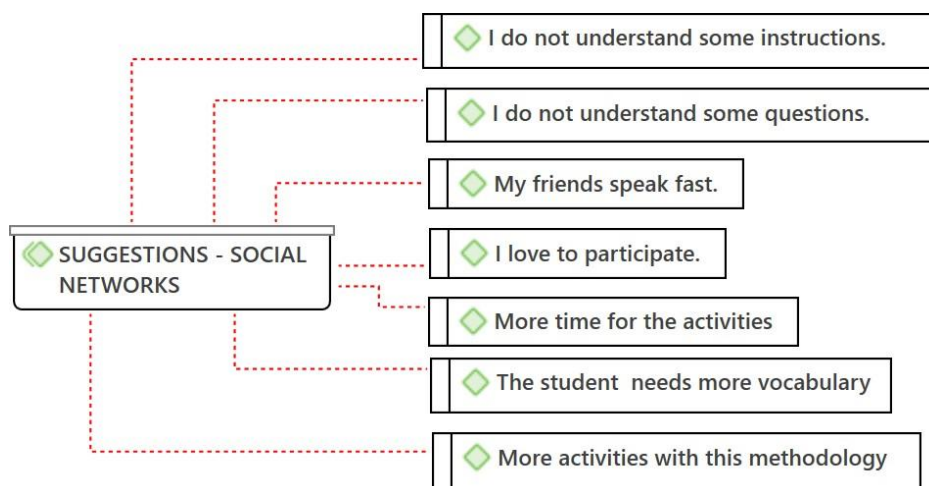 I do not understand some instructions.
I do not understand some questions.
My friends speak fast.
SUGGESTIONS - SOCIAL
NETWORKS
I love to participate.
More time for the activities
The student needs more vocabulary
More activities with this methodology